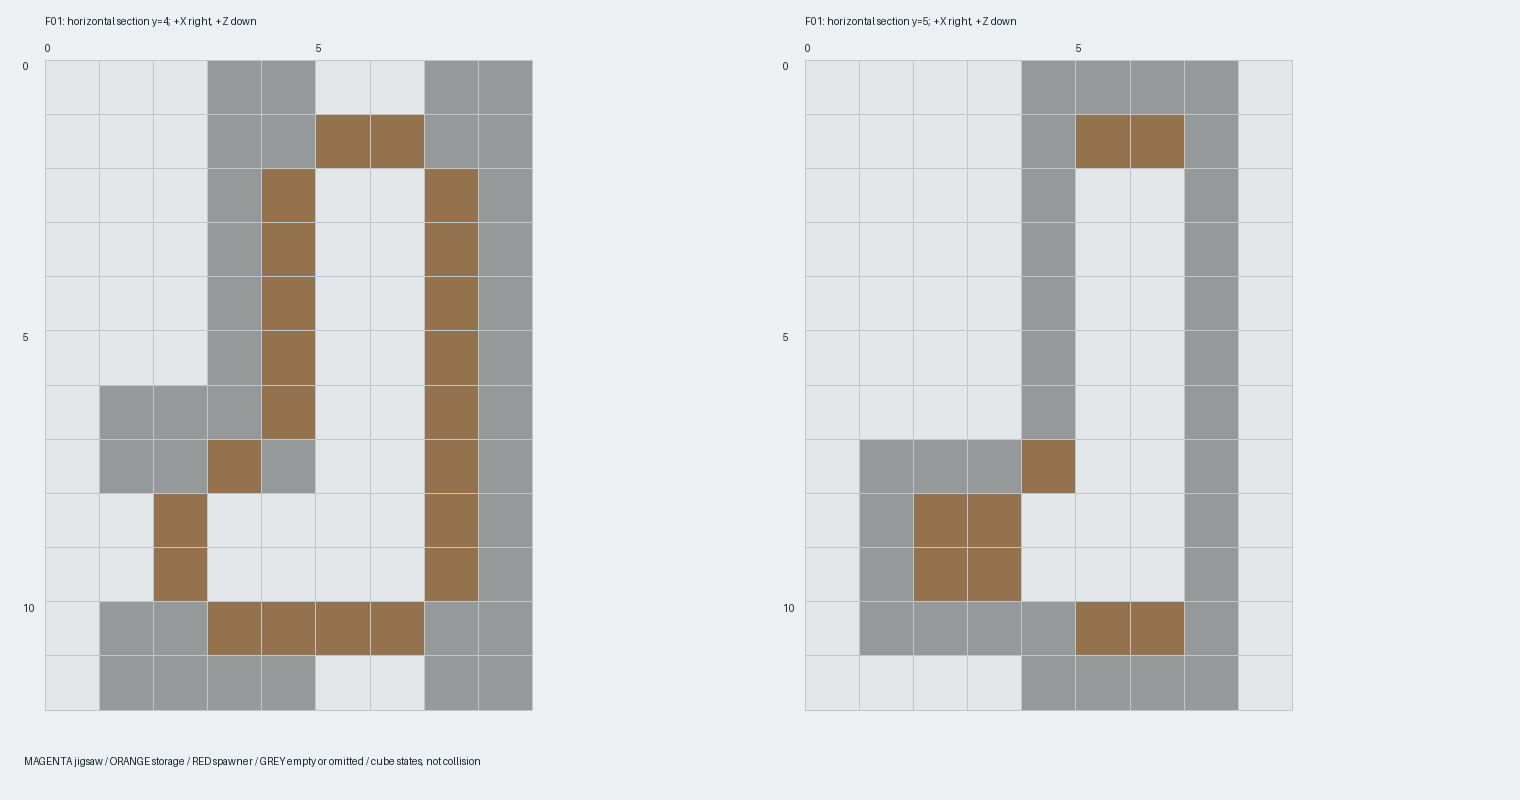 F01: horizontal section y=4; +X right, +Z down
F01: horizontal section y=5; +X right, +Z down
0 5
0 5
0
0
5
5
10
10
MAGENTA jigsaw / ORANGE storage / RED spawner / GREY empty or omitted / cube states, not collision